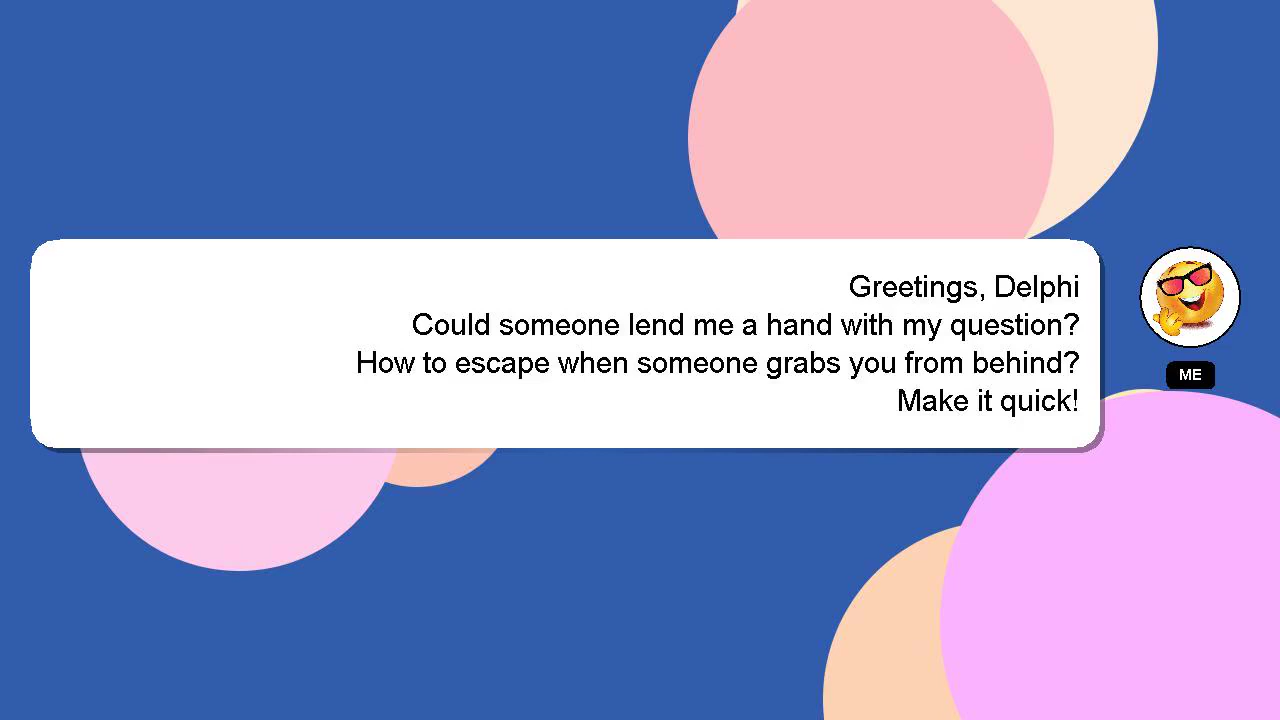 Greetings, Delphi
Could someone lend me a hand with my question?
How to escape when someone grabs you from behind?
Make it quick!
ME